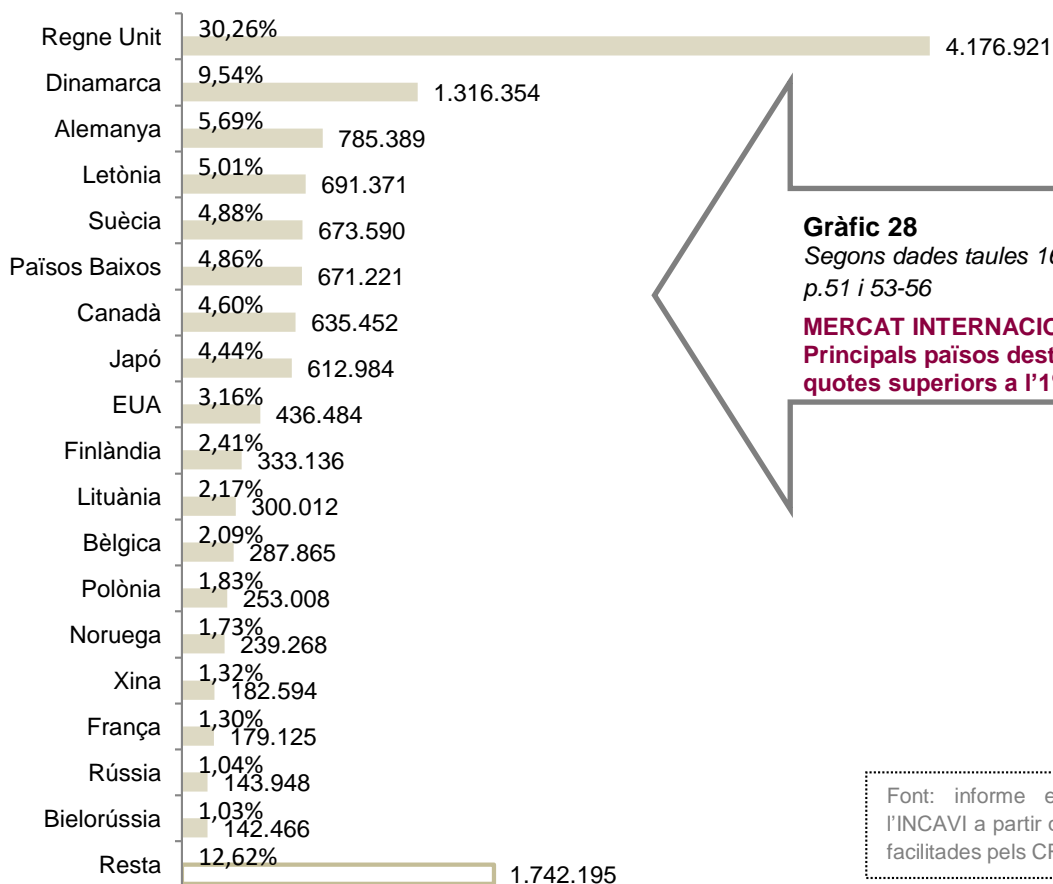 Regne Unit 30,26% 4.176.921
Dinamarca 9,54% 1.316.354
Alemanya 5,69% 785.389
Letònia 5,01% 691.371
Suècia 4,88% 673.590
Països Baixos 4,86% 671.221
Canadà 4,60% 635.452
Japó 4,44% 612.984
EUA 3,16% 436.484
Finlàndia 2,41% 333.136
Lituània 2,17% 300.012
Bèlgica 2,09% 287.865
Polònia 1,83% 253.008
Noruega 1,73% 239.268
Xina 1,32% 182.594
França 1,30% 179.125
Rússia 1,04% 143.948
Bielorússia 1,03% 142.466
Resta 12,62% 1.742.195
Gràfic 28
Segons dades taules
p.51 i 53-56
MERCAT
Principals països
quotes superiors a
Font: informe
l'INCAVI a partir
facilitades pels